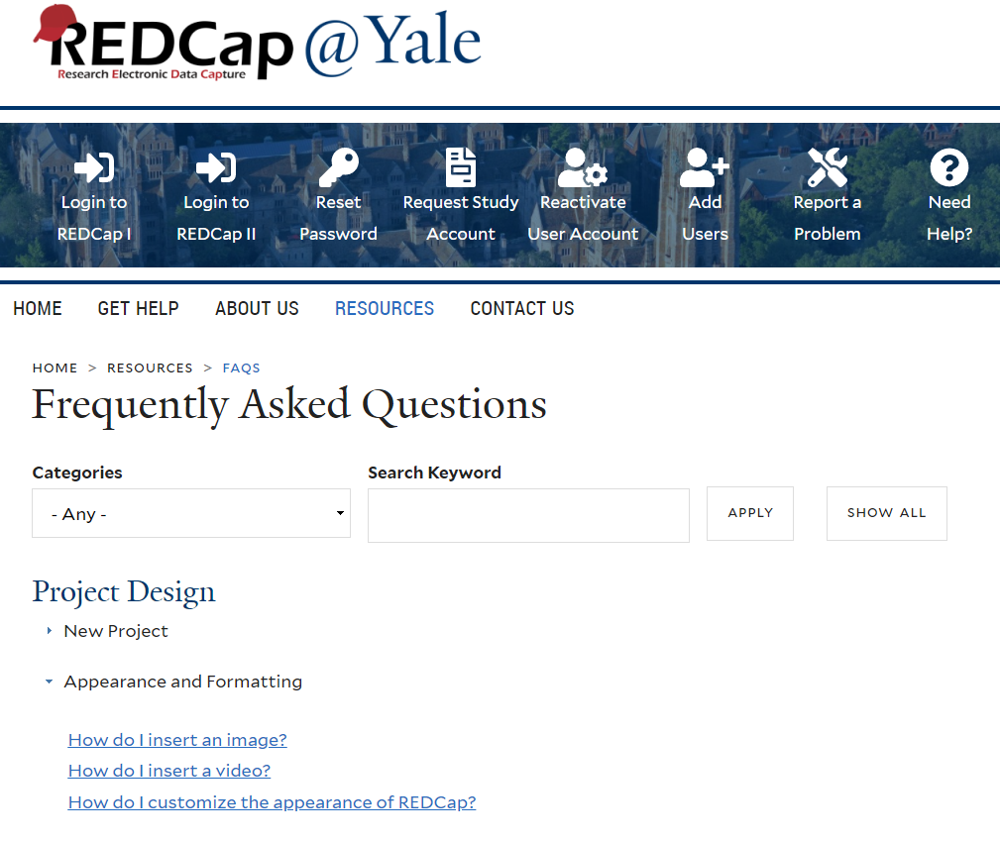 REDCap @Yale
Research Electronic Data Capture
Login to REDCap I
Login to REDCap II
Reset Password
Request Study Account
Reactivate User Account
Add Users
Report a Problem
Need Help?
HOME GET HELP ABOUT US RESOURCES CONTACT US
HOME > RESOURCES > FAQS
Frequently Asked Questions
Categories
- Any -
Search Keyword
APPLY
SHOW ALL
Project Design
New Project
Appearance and Formatting
How do I insert an image?
How do I insert a video?
How do I customize the appearance of REDCap?